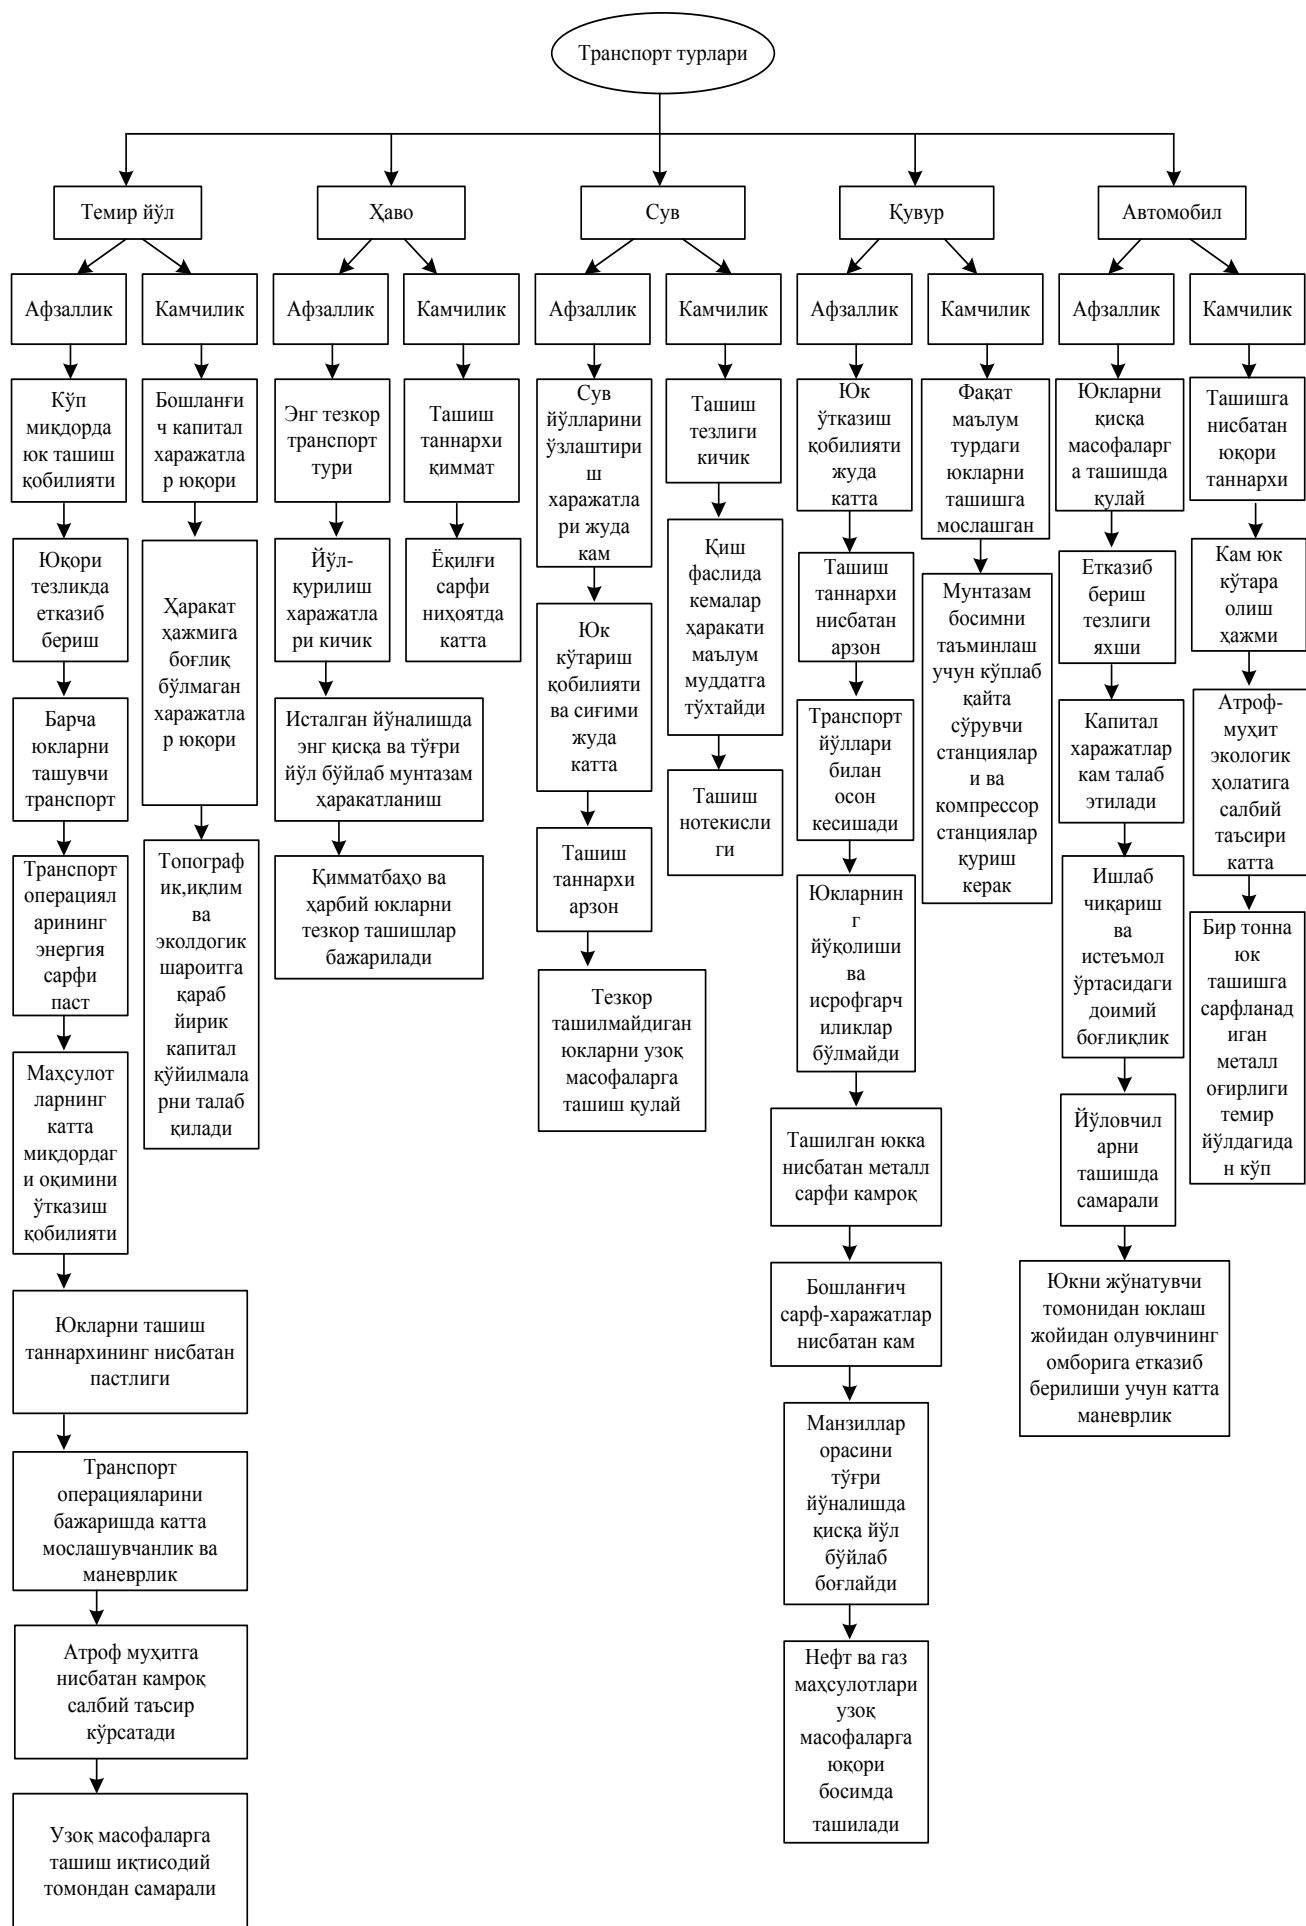 Транспорт турлари
Темир йўл
Ҳаво
Сув
Қувур
Автомобил
Афзаллик
Камчилик
Афзаллик
Камчилик
Афзаллик
Камчилик
Афзаллик
Камчилик
Афзаллик
Камчилик
Кўп
миқдорда
юк ташиш
қобилияти
Юқори
тезликда
етказиб
бериш
Барча
юкларни
ташувчи
транспорт
Транспорт
операциял
арининг
энергия
сарфи
паст
Маҳсулот
ларнинг
катта
миқдордаг
и оқимини
ўтказиш
қобилияти
Юкларни ташиш
таннархининг нисбатан
пастлиги
Транспорт
операцияларини
бажаришда катта
мослашувчанлик ва
маневрлик
Атроф муҳитга
нисбатан камроқ
салбий таъсир
кўрсатади
Узоқ масофаларга
ташиш иқтисодий
томондан самарали
Бошланғи
ч капитал
харажатла
р юқори
Ҳаракат
ҳажмига
боғлиқ
бўлмаган
харажатла
р юқори
Топограф
ик,иқлим
ва
эколдогик
шароитга
қараб
йирик
капитал
қўйилмала
рни талаб
қилади
Энг тезкор
транспорт
тури
Йўл-
қурилиш
харажатла
ри кичик
Исталган йўналишда
энг қисқа ва тўғри
йўл бўйлаб мунтазам
ҳаракатланиш
Қимматбаҳо ва
ҳарбий юкларни
тезкор ташишлар
бажарилади
Ташиш
таннархи
қиммат
Ёқилғи
сарфи
ниҳоятда
катта
Сув
йўлларини
ўзлаштири
ш
харажатла
ри жуда
кам
Юк
кўтариш
қобилияти
ва сиғими
жуда
катта
Ташиш
таннархи
арзон
Тезкор
ташилмайдиган
юкларни узоқ
масофаларга
ташиш қулай
Ташиш
тезлиги
кичик
Қиш
фаслида
кемалар
ҳаракати
маълум
муддатга
тўхтайди
Ташиш
нотекисли
ги
Юк
ўтказиш
қобилияти
жуда
катта
Ташиш
таннархи
нисбатан
арзон
Транспорт
йўллари
билан
осон
кесишади
Юкларнин
г
йўқолиши
ва
исрофгарч
иликлар
бўлмайди
Ташилган юкка
нисбатан металл
сарфи камроқ
Бошланғич
сарф-харажатлар
нисбатан кам
Манзиллар
орасини
тўғри
йўналишда
қисқа йўл
бўйлаб
боғлайди
Нефт ва газ
маҳсулотлари
узоқ
масофаларга
юқори
босимда
ташилади
Фақат
маълум
турдаги
юкларни
ташишга
мослашган
Мунтазам
босимни
таъминлаш
учун кўплаб
қайта
сўрувчи
станциялар
и ва
компрессор
станциялар
қуриш
керак
Юкларни
қисқа
масофалар
га ташишда
қулай
Етказиб
бериш
тезлиги
яхши
Капитал
харажатлар
кам талаб
этилади
Ишлаб
чиқариш
ва
истеъмол
ўртасидаги
доимий
боғлиқлик
Йўловчил
арни
ташишда
самарали
Юкни жўнатувчи
томонидан юклаш
жойидан олувчининг
омборига етказиб
берилиши учун катта
маневрлик
Ташишга
нисбатан
юқори
таннархи
Кам юк
кўтара
олиш
ҳажми
Атроф-
муҳит
экологик
ҳолатига
салбий
таъсири
катта
Бир тонна
юк
ташишга
сарфланад
иган
металл
оғирлиги
темир
йўлдагида
н кўп